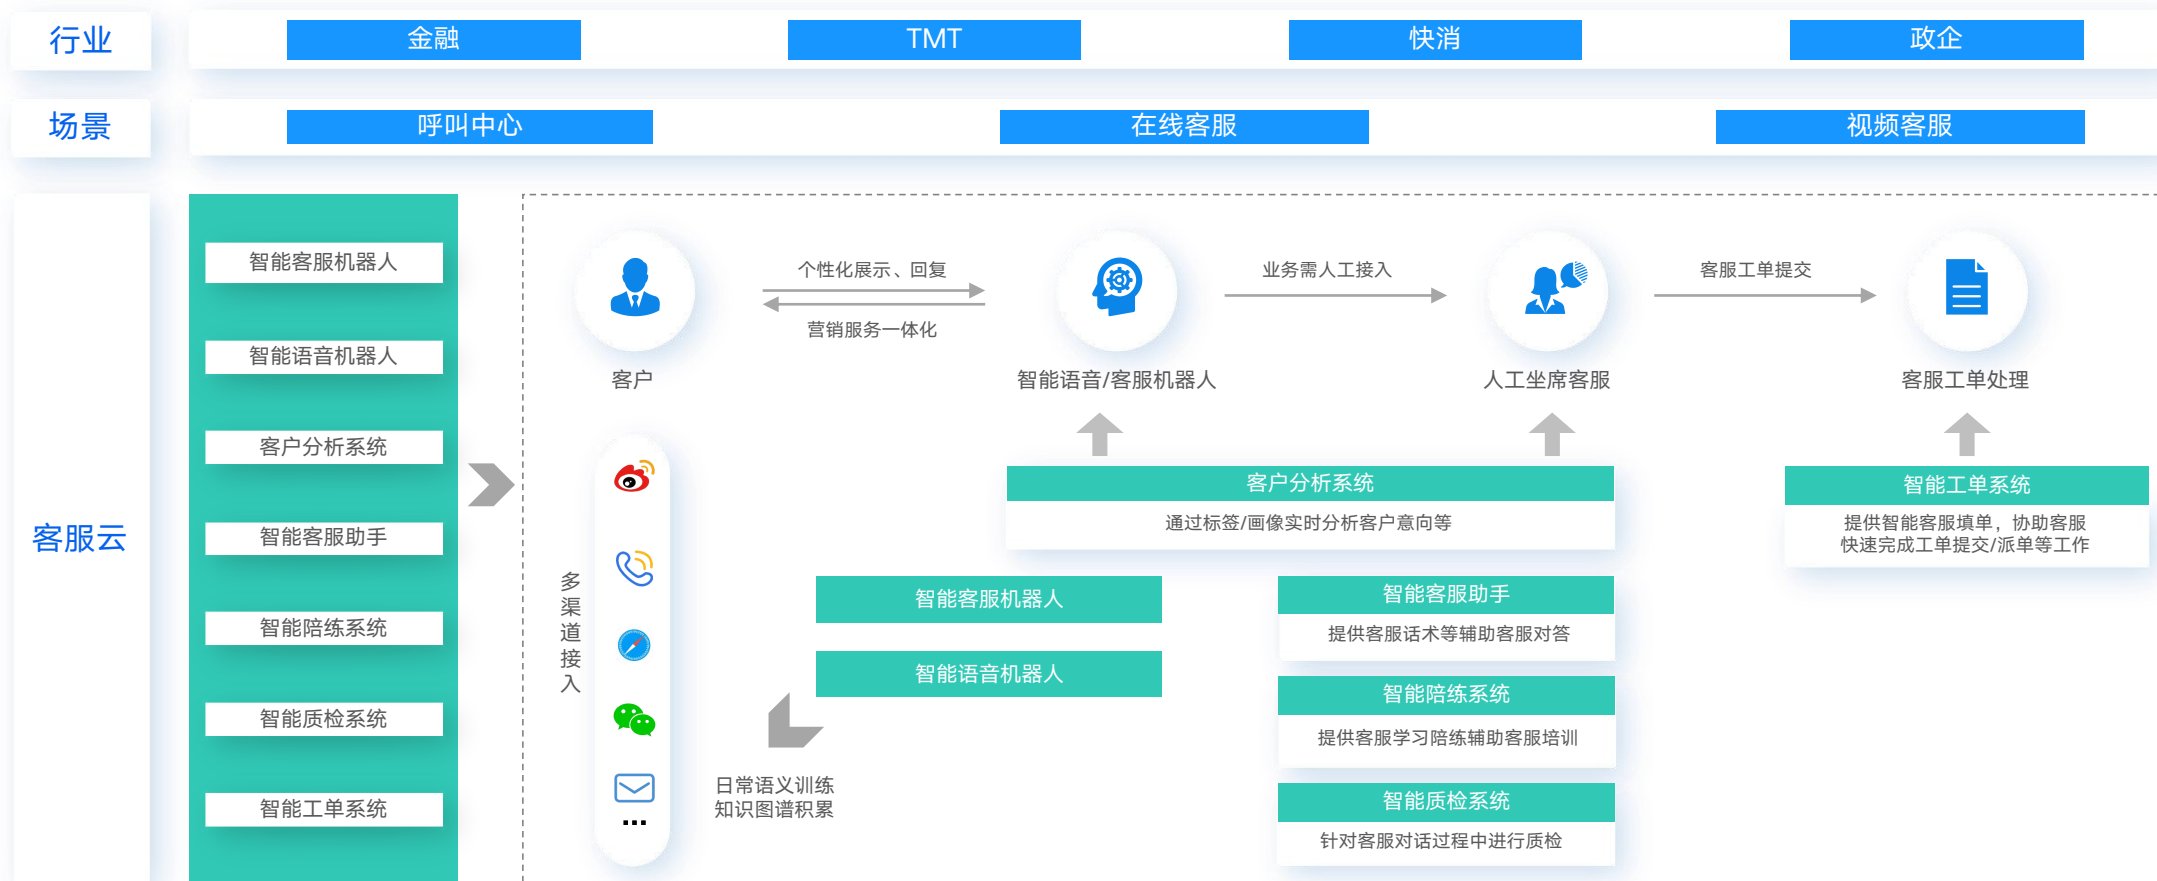 行业
金融
TMT
快消
政企
场景
呼叫中心
在线客服
视频客服
客服云
智能客服机器人
智能语音机器人
客户分析系统
智能客服助手
智能陪练系统
智能质检系统
智能工单系统
个性化展示、回复
营销服务一体化
业务需人工接入
客服工单提交
客户
智能语音/客服机器人
人工坐席客服
客服工单处理
多渠道接入
...
客户分析系统
通过标签/画像实时分析客户意向等
智能工单系统
提供智能客服填单，协助客服
快速完成工单提交/派单等工作
智能客服机器人
智能语音机器人
日常语义训练
知识图谱积累
智能客服助手
提供客服话术等辅助客服对答
智能陪练系统
提供客服学习陪练辅助客服培训
智能质检系统
针对客服对话过程中进行质检